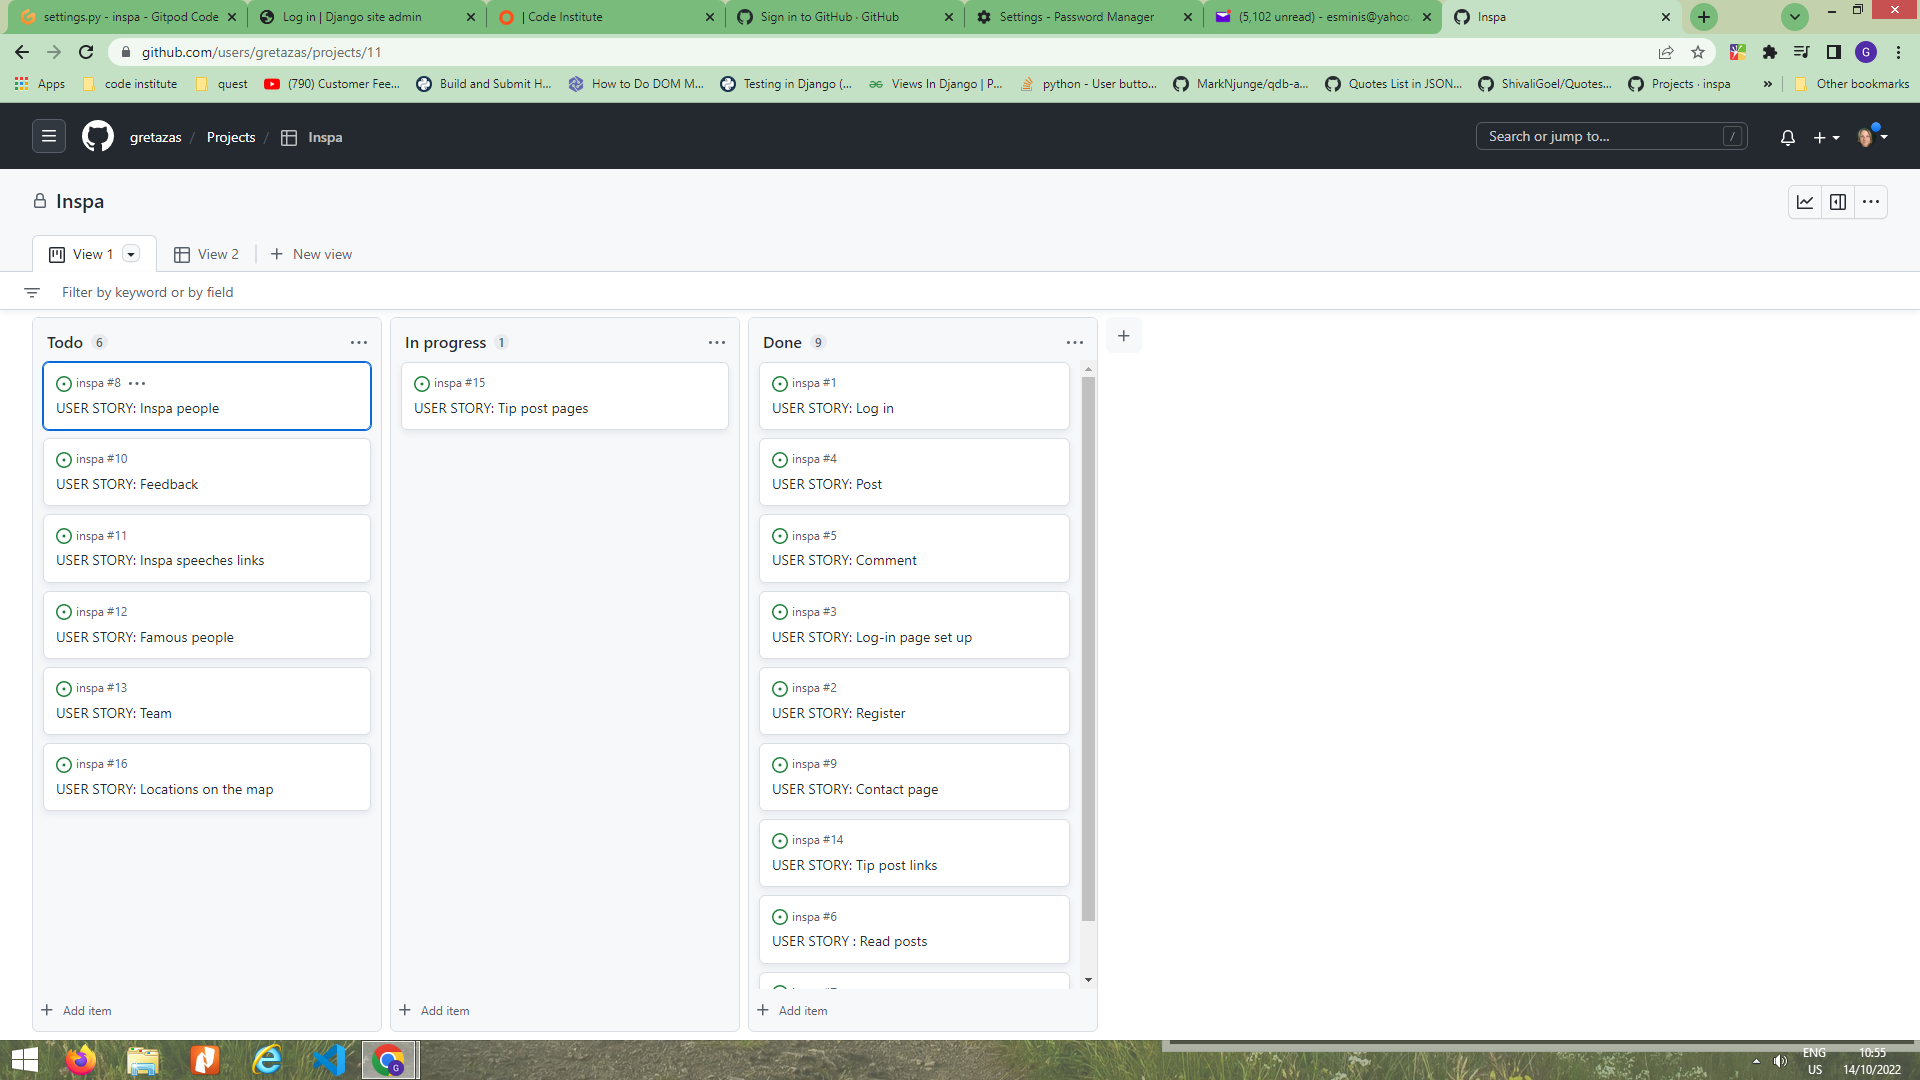 settings.py - inspa - Gitpod Code
Log in | Django site admin
| Code Institute
Sign in to GitHub · GitHub
Settings - Password Manager
(5,102 unread) - esminis@yahoo.
Inspa
github.com/users/gretazas/projects/11
G
Apps
code institute
quest
(790) Customer Fee...
Build and Submit H...
How to Do DOM M...
Testing in Django (...
Views In Django | P...
python - User butto...
MarkNjunge/qdb-a...
Quotes List in JSON...
ShivaliGoel/Quotes...
Projects · inspa
»
Other bookmarks
gretazas / Projects / Inspa
Search or jump to...
/
Inspa
View 1
View 2
New view
Filter by keyword or by field
Todo 6
inspa #8
USER STORY: Inspa people
inspa #10
USER STORY: Feedback
inspa #11
USER STORY: Inspa speeches links
inspa #12
USER STORY: Famous people
inspa #13
USER STORY: Team
inspa #16
USER STORY: Locations on the map
Add item
In progress 1
inspa #15
USER STORY: Tip post pages
Add item
Done 9
inspa #1
USER STORY: Log in
inspa #4
USER STORY: Post
inspa #5
USER STORY: Comment
inspa #3
USER STORY: Log-in page set up
inspa #2
USER STORY: Register
inspa #9
USER STORY: Contact page
inspa #14
USER STORY: Tip post links
inspa #6
USER STORY : Read posts
Add item
G
ENG
US
10:55
14/10/2022